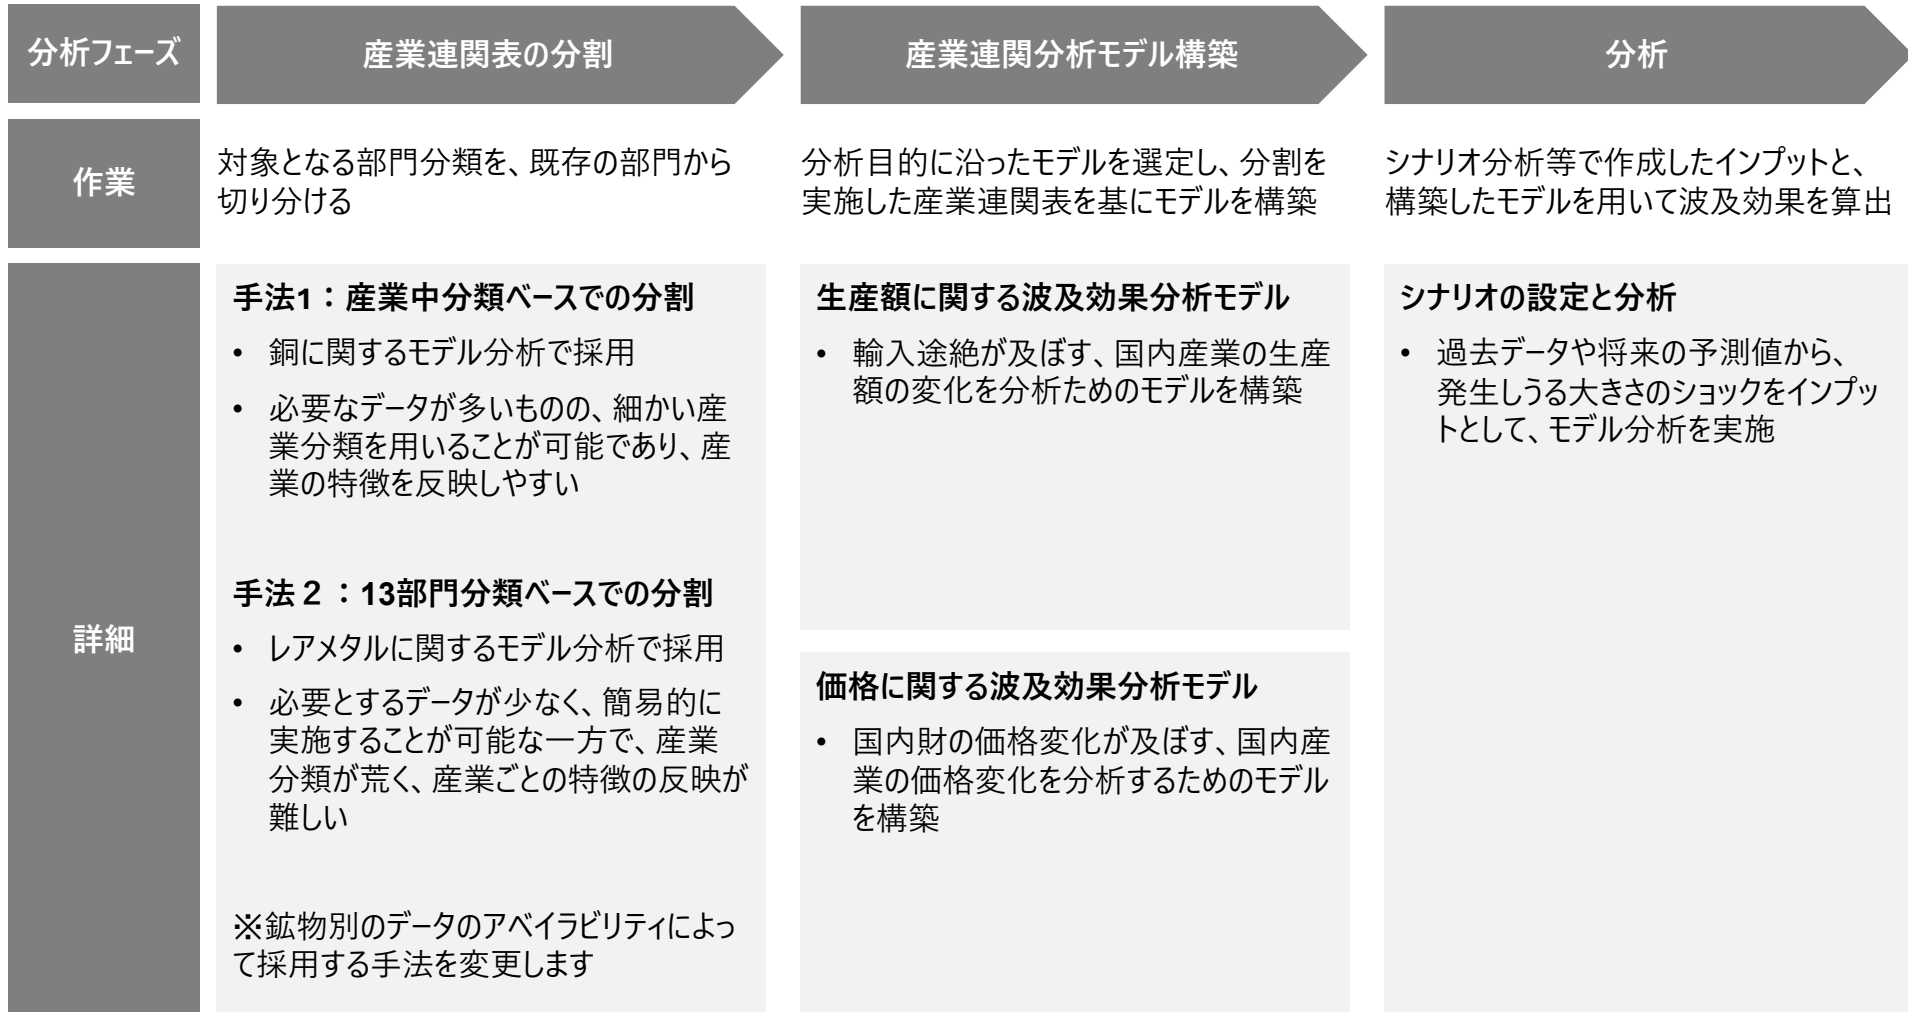 分析フェーズ
産業連関表の分割
産業連関分析モデル構築
分析
作業
対象となる部門分類を、既存の部門から
切り分ける
分析目的に沿ったモデルを選定し、分割を
実施した産業連関表を基にモデルを構築
シナリオ分析等で作成したインプットと、
構築したモデルを用いて波及効果を算出
詳細
手法1：産業中分類ベースでの分割
• 銅に関するモデル分析で採用
• 必要なデータが多いものの、細かい産
業分類を用いることが可能であり、産
業の特徴を反映しやすい
手法２：13部門分類ベースでの分割
• レアメタルに関するモデル分析で採用
• 必要とするデータが少なく、簡易的に
実施することが可能な一方で、産業
分類が荒く、産業ごとの特徴の反映が
難しい
※鉱物別のデータのアベイラビリティによっ
て採用する手法を変更します
生産額に関する波及効果分析モデル
• 輸入途絶が及ぼす、国内産業の生産
額の変化を分析ためのモデルを構築
価格に関する波及効果分析モデル
• 国内財の価格変化が及ぼす、国内産
業の価格変化を分析するためのモデル
を構築
シナリオの設定と分析
• 過去データや将来の予測値から、
発生しうる大きさのショックをインプッ
トとして、モデル分析を実施